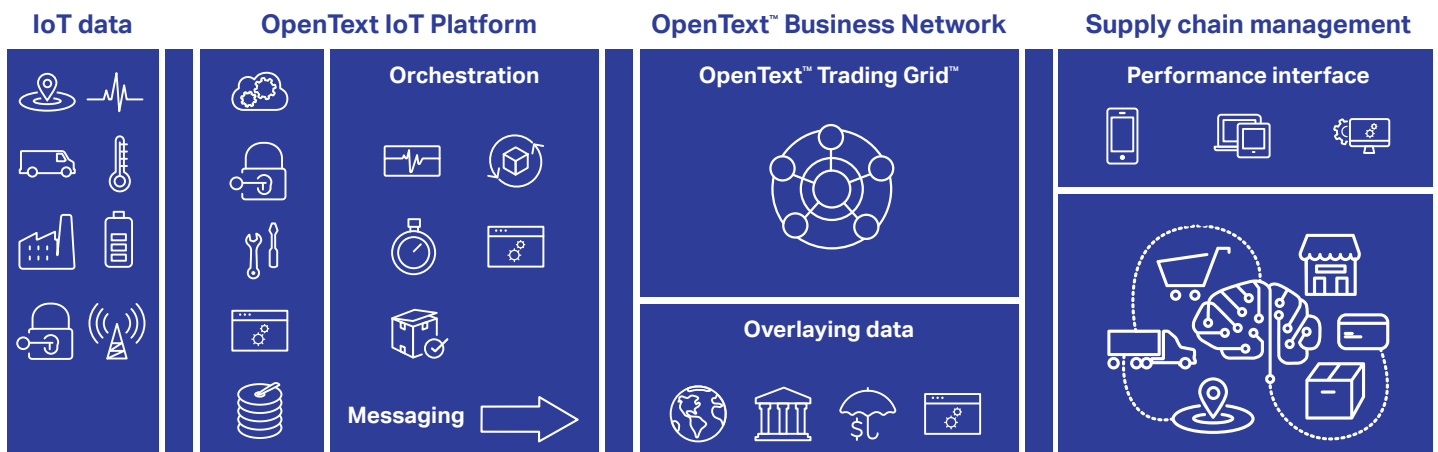 IoT data
OpenText IoT Platform
OpenText™ Business Network
Supply chain management
Orchestration
Messaging
OpenText™ Trading Grid™
Overlaying data
$
Performance interface